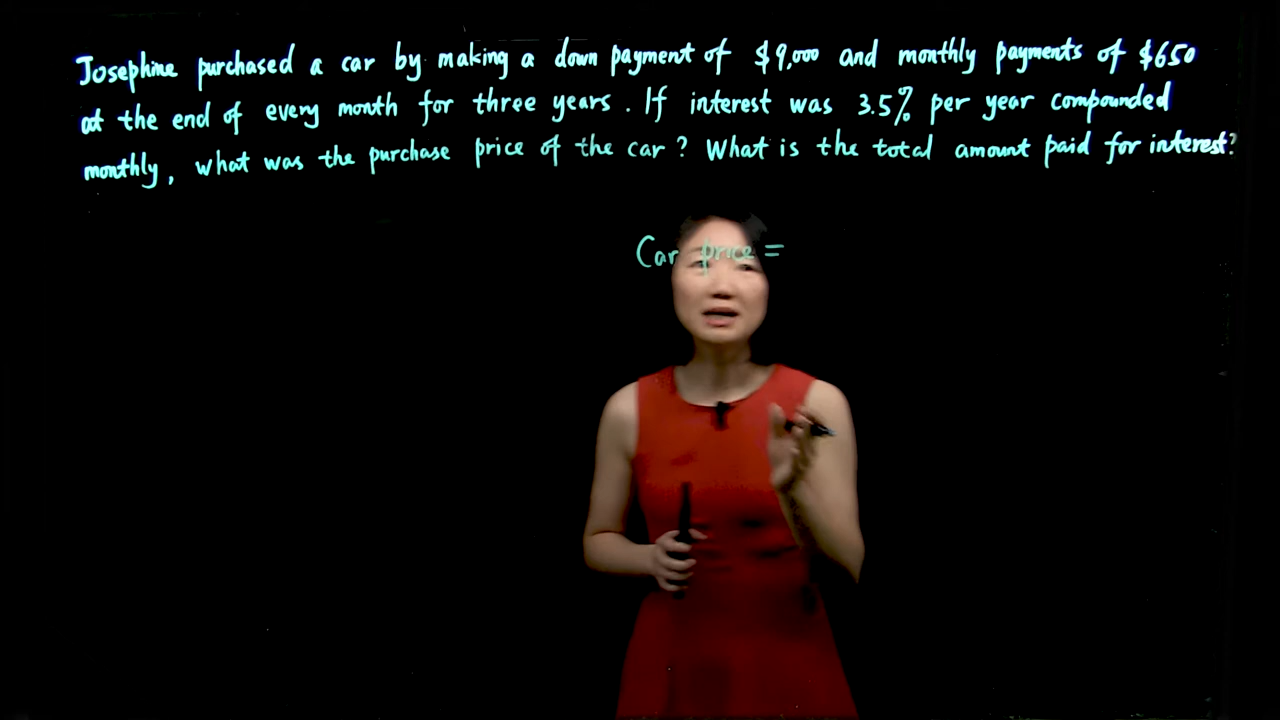 Josephine purchased a car by making a down payment of $9,000 and monthly payments of $650
at the end of every month for three years. If interest was 3.5% per year compounded
monthly, what was the purchase price of the car? What is the total amount paid for interest?
Car price =